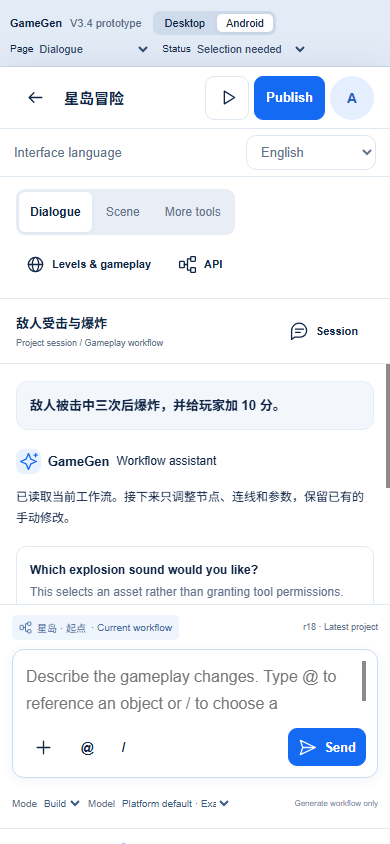 GameGen V3.4 prototype Desktop Android
Page Dialogue Status Selection needed
星岛冒险 Publish A
Interface language English
Dialogue Scene More tools
Levels & gameplay API
敌人受击与爆炸
Project session / Gameplay workflow
Session
敌人被击中三次后爆炸，并给玩家加 10 分。
GameGen Workflow assistant
已读取当前工作流。接下来只调整节点、连线和参数，保留已有的
手动修改。
Which explosion sound would you like?
This selects an asset rather than granting tool permissions.
星岛 · 起点 · Current workflow r18 · Latest project
Describe the gameplay changes. Type @ to
reference an object or / to choose a
@ / Send
Mode Build Model Platform default · Exa Generate workflow only